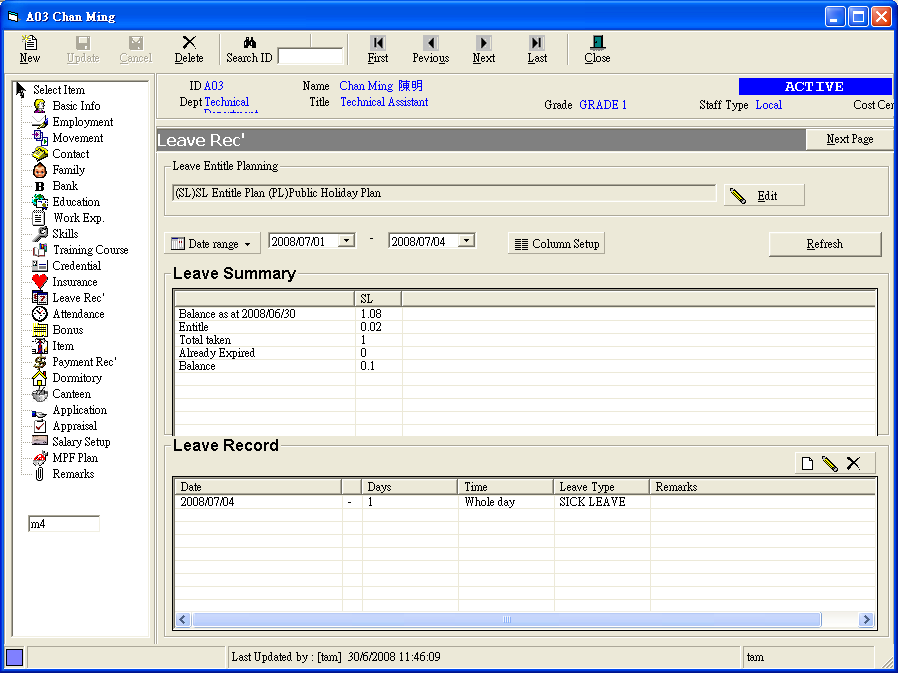 A03 Chan Ming
New Update Cancel Delete Search ID First Previous Next Last Close
Select Item
Basic Info
Employment
Movement
Contact
Family
Bank
Education
Work Exp.
Skills
Training Course
Credential
Insurance
Leave Rec'
Attendance
Bonus
Item
Payment Rec'
Dormitory
Canteen
Application
Appraisal
Salary Setup
MPF Plan
Remarks
m4
ID A03 Name Chan Ming 陳明 ACTIVE
Dept Technical Department Title Technical Assistant Grade GRADE 1 Staff Type Local Cost Cen
Leave Rec' Next Page
Leave Entitle Planning
(SL)SL Entitle Plan (PL)Public Holiday Plan Edit
Date range 2008/07/01 - 2008/07/04 Column Setup Refresh
Leave Summary
SL
Balance as at 2008/06/30 1.08
Entitle 0.02
Total taken 1
Already Expired 0
Balance 0.1
Leave Record
Date Days Time Leave Type Remarks
2008/07/04 - 1 Whole day SICK LEAVE
Last Updated by : [tam] 30/6/2008 11:46:09 tam